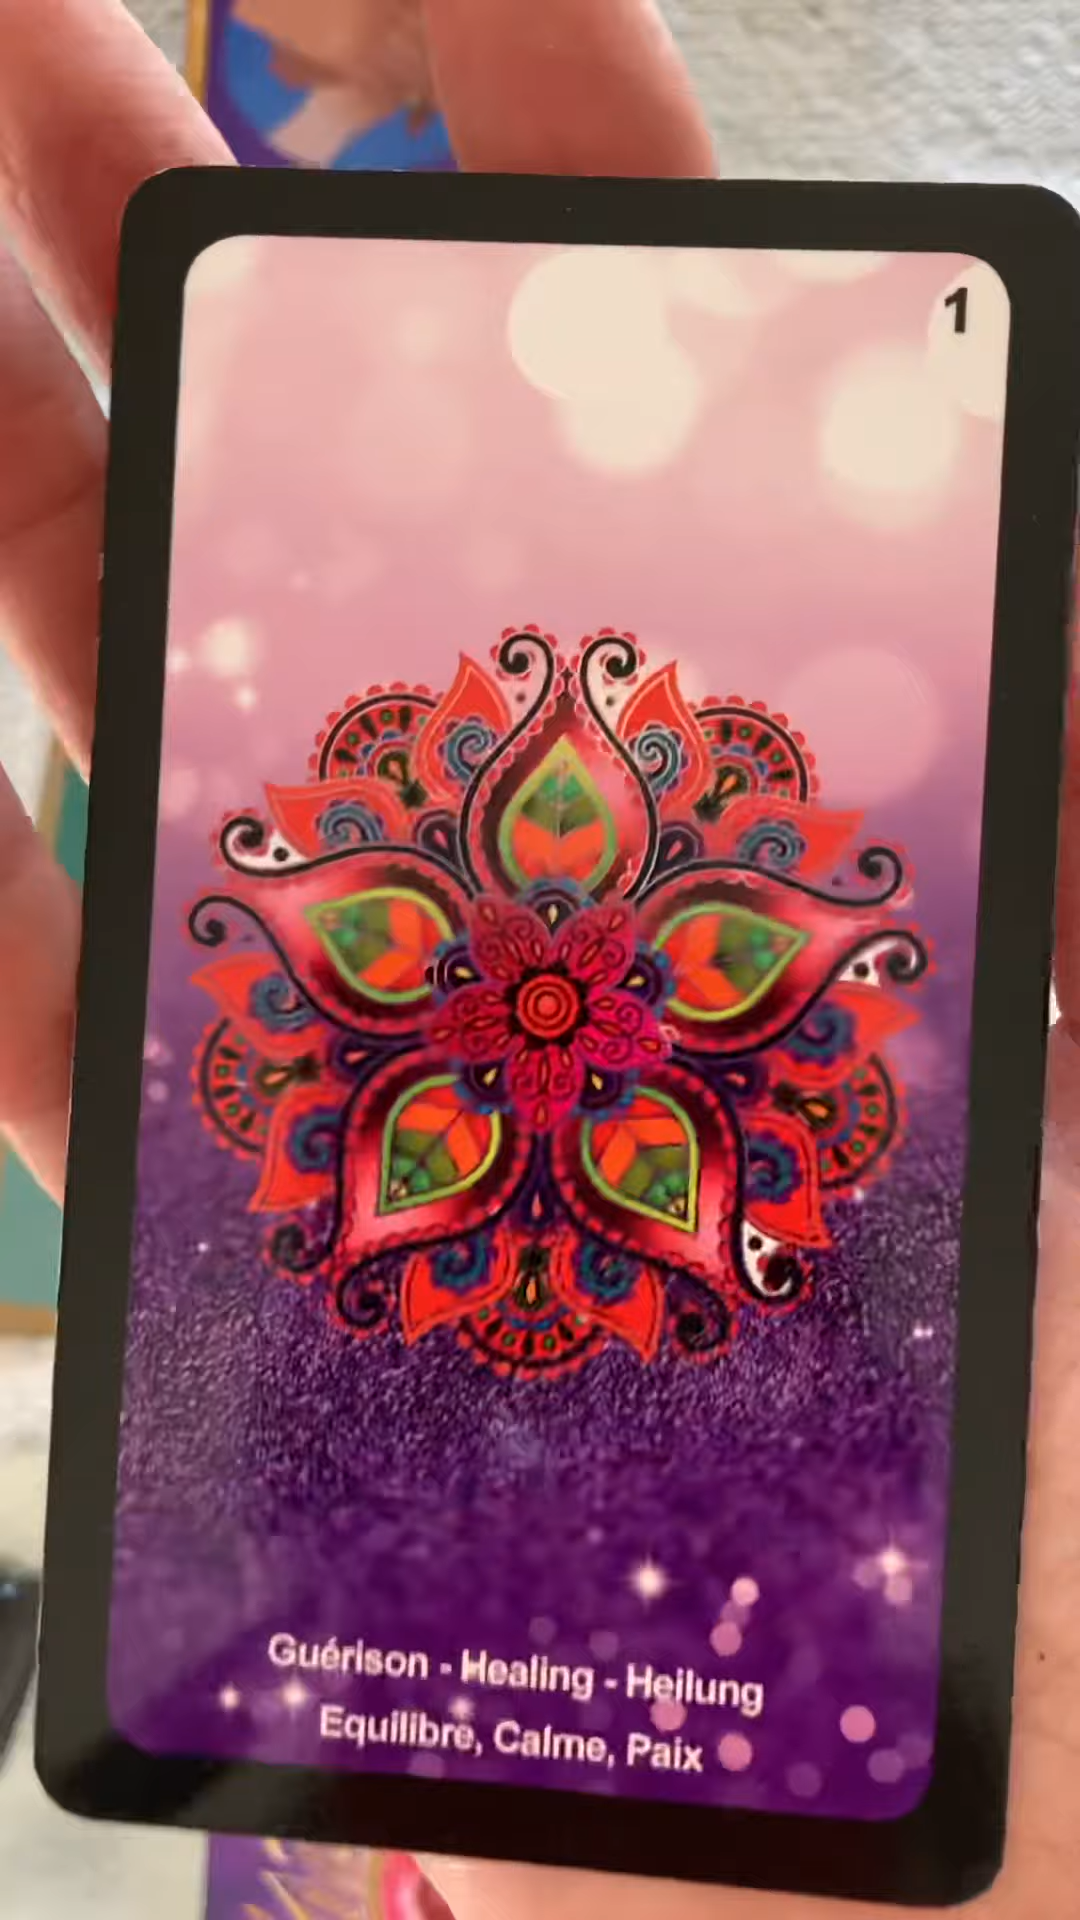 1
Guérison - Healing - Heilung
Equilibre, Calme, Paix